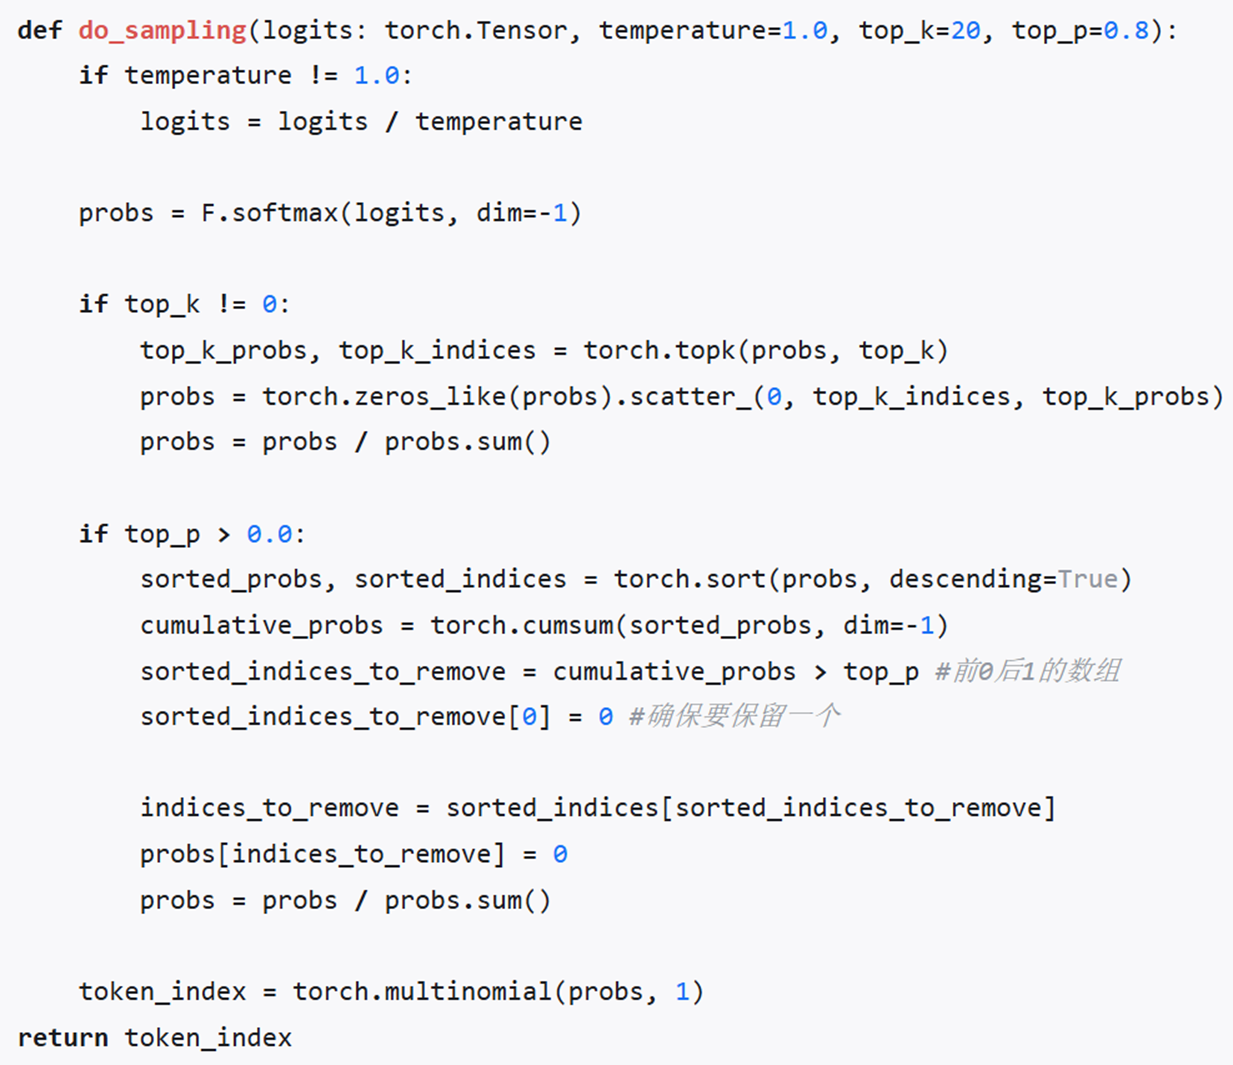 def do_sampling(logits: torch.Tensor, temperature=1.0, top_k=20, top_p=0.8):
    if temperature != 1.0:
        logits = logits / temperature
    probs = F.softmax(logits, dim=-1)
    if top_k != 0:
        top_k_probs, top_k_indices = torch.topk(probs, top_k)
        probs = torch.zeros_like(probs).scatter_(0, top_k_indices, top_k_probs)
        probs = probs / probs.sum()
    if top_p > 0.0:
        sorted_probs, sorted_indices = torch.sort(probs, descending=True)
        cumulative_probs = torch.cumsum(sorted_probs, dim=-1)
        sorted_indices_to_remove = cumulative_probs > top_p #前0后1的数组
        sorted_indices_to_remove[0] = 0 #确保要保留一个
        indices_to_remove = sorted_indices[sorted_indices_to_remove]
        probs[indices_to_remove] = 0
        probs = probs / probs.sum()
    token_index = torch.multinomial(probs, 1)
return token_index